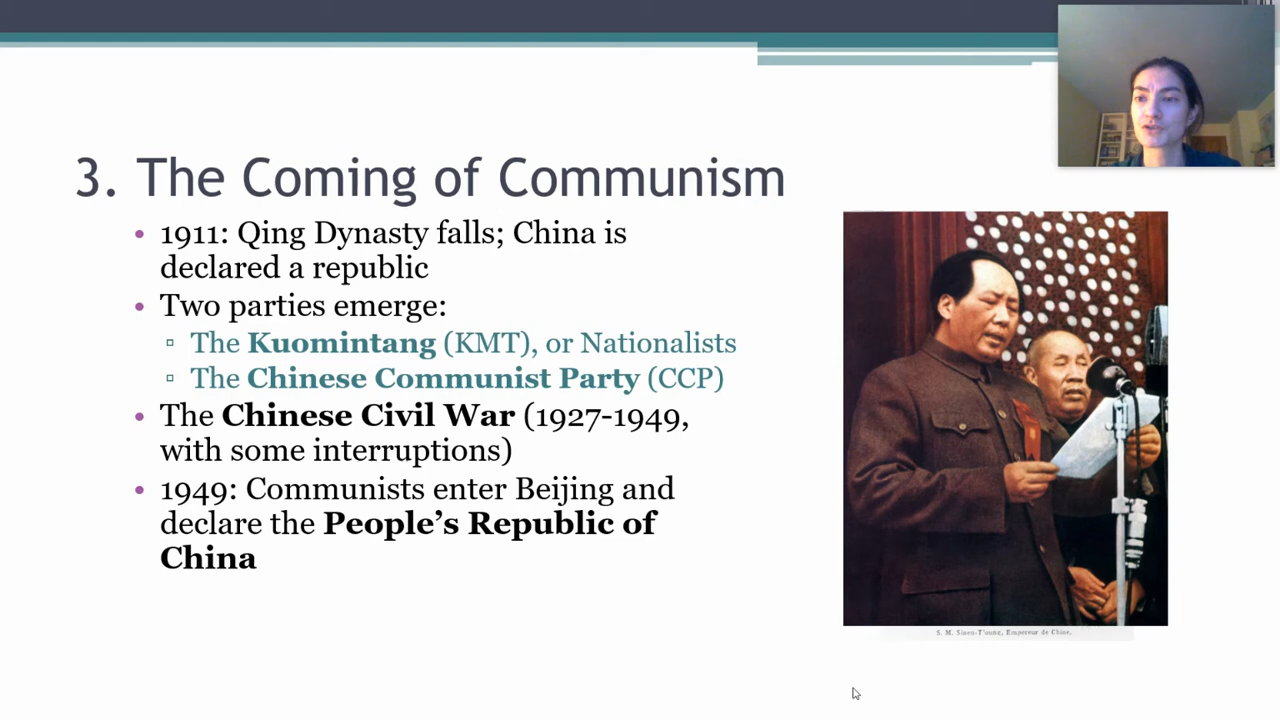 3. The Coming of Communism
• 1911: Qing Dynasty falls; China is
declared a republic
• Two parties emerge:
▫ The Kuomintang (KMT), or Nationalists
▫ The Chinese Communist Party (CCP)
• The Chinese Civil War (1927-1949,
with some interruptions)
• 1949: Communists enter Beijing and
declare the People’s Republic of
China
S. M. Siuen-T'oung, Empereur de Chine.